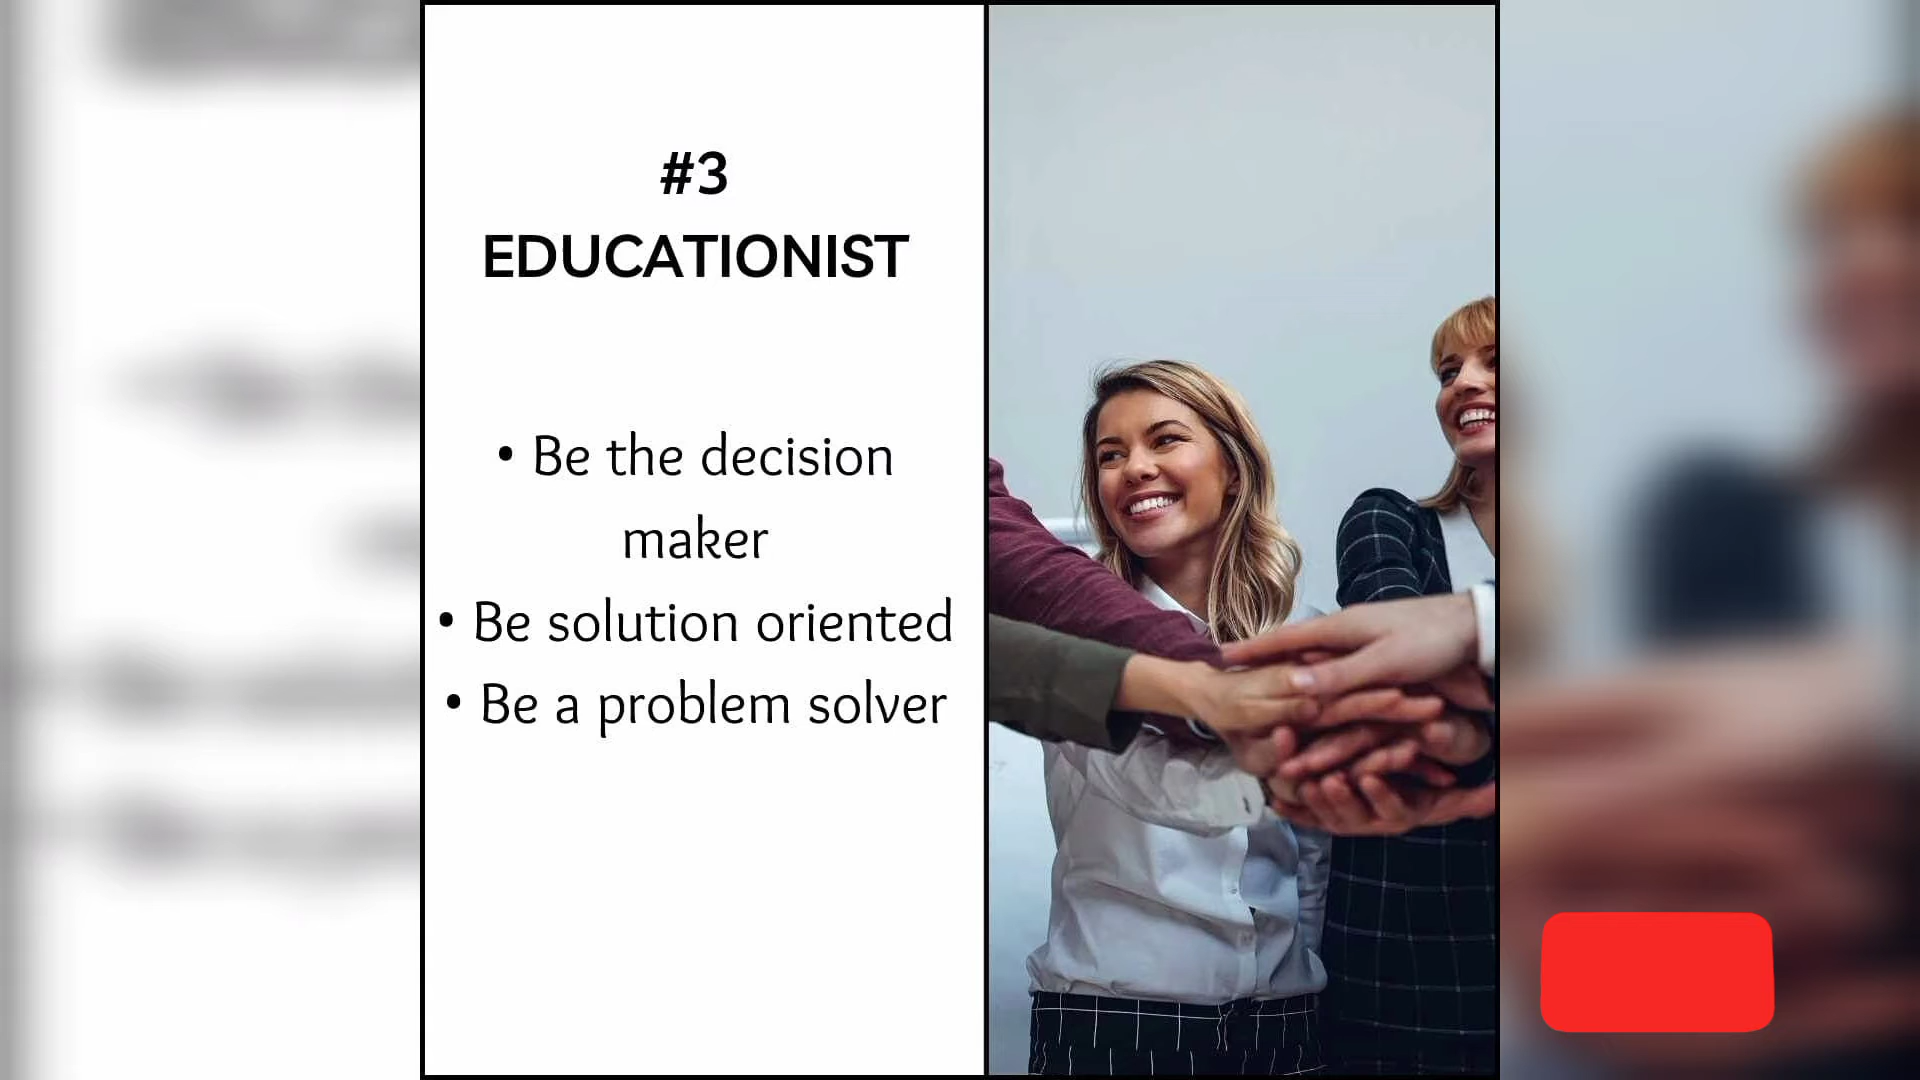 #3
EDUCATIONIST
• Be the decision
maker
• Be solution oriented
• Be a problem solver